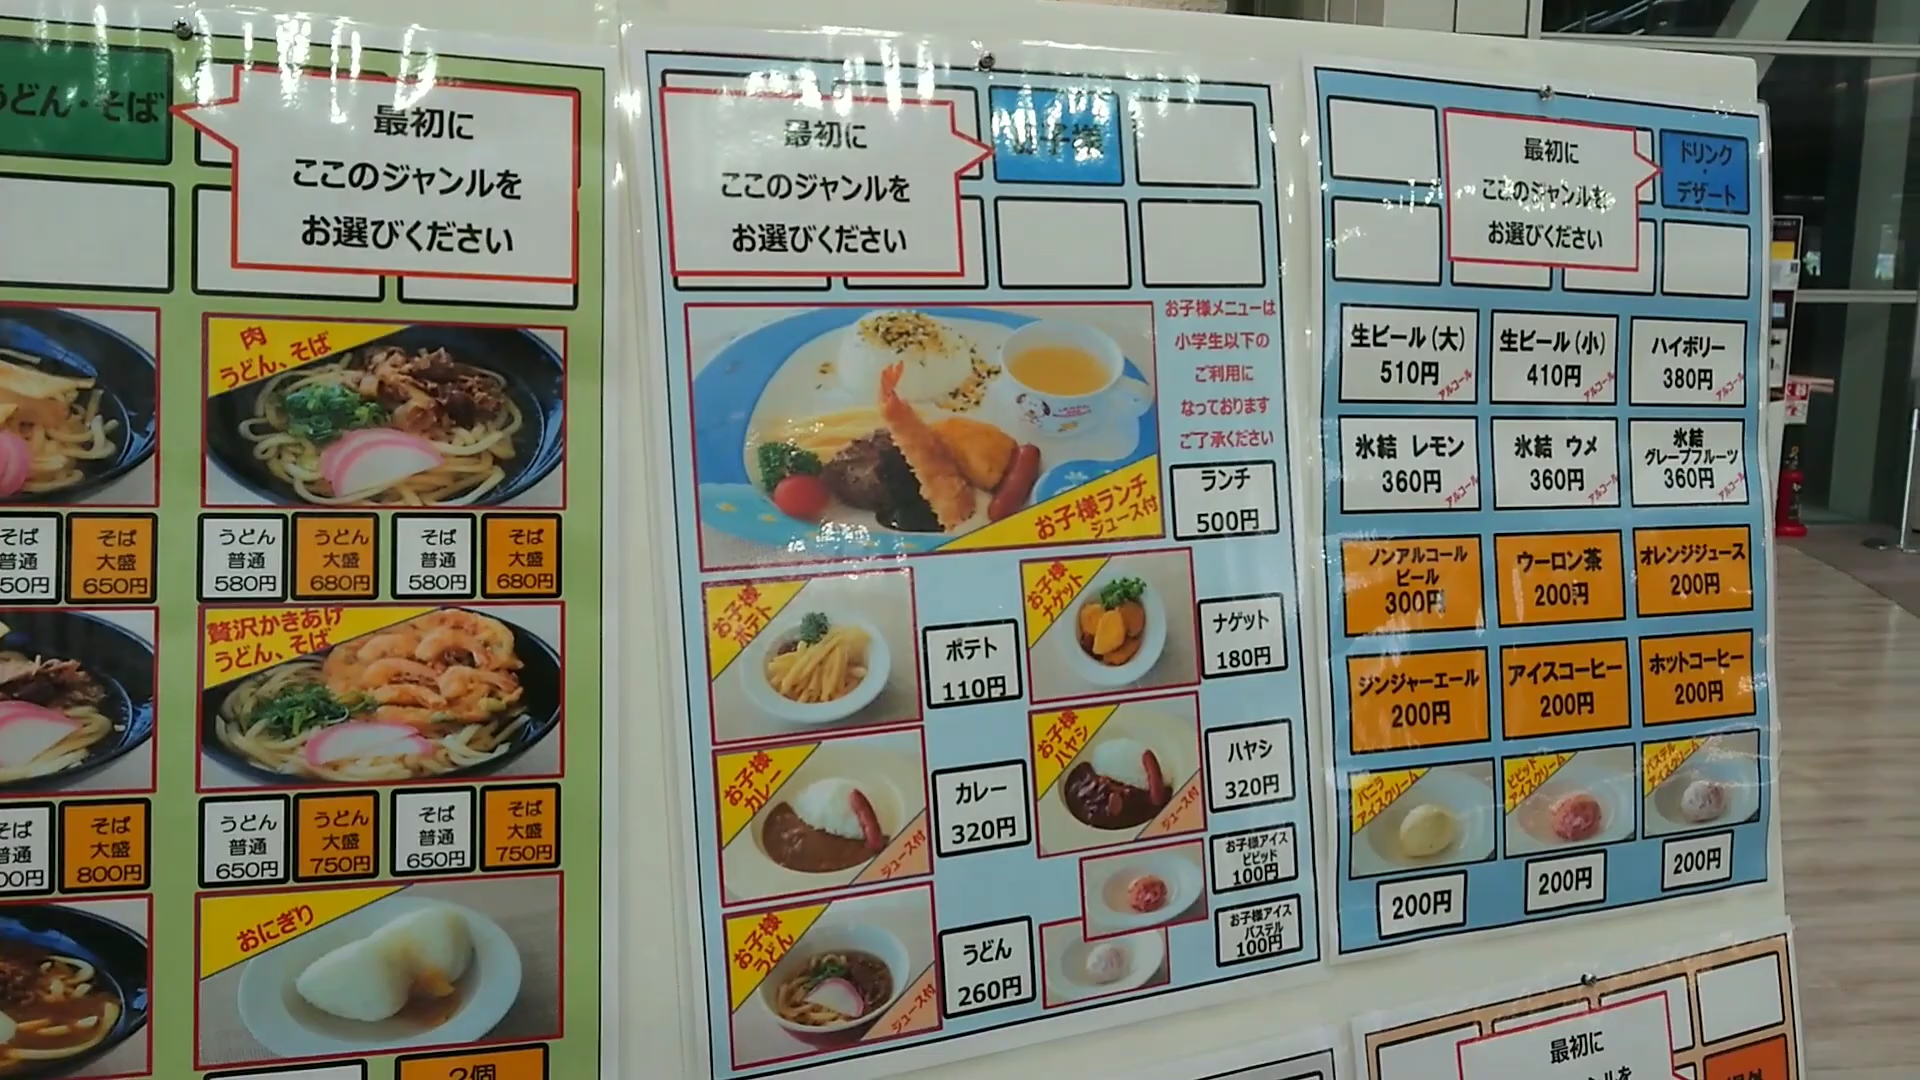 うどん・そば
最初に
ここのジャンルを
お選びください
肉
うどん、そば
そば
普通
50円
そば
大盛
650円
うどん
普通
580円
うどん
大盛
680円
そば
普通
580円
そば
大盛
680円
贅沢かきあげ
うどん、そば
そば
普通
00円
そば
大盛
800円
うどん
普通
650円
うどん
大盛
750円
そば
普通
650円
そば
大盛
750円
おにぎり
2個
最初に
ここのジャンルを
お選びください
お子様
お子様メニューは
小学生以下の
ご利用に
なっております
ご了承ください
お子様ランチ
ジュース付
ランチ
500円
お子様
ポテト
ポテト
110円
お子様
ナゲット
ナゲット
180円
お子様
カレー
ジュース付
カレー
320円
お子様
ハヤシ
ジュース付
ハヤシ
320円
お子様アイス
ビビッド
100円
お子様
うどん
ジュース付
うどん
260円
お子様アイス
パステル
100円
最初に
ここのジャンルを
お選びください
ドリンク
・
デザート
生ビール(大)
510円
アルコール
生ビール(小)
410円
アルコール
ハイボリー
380円
アルコール
氷結 レモン
360円
アルコール
氷結 ウメ
360円
アルコール
氷結
グレープフルーツ
360円
アルコール
ノンアルコール
ビール
300円
ウーロン茶
200円
オレンジジュース
200円
ジンジャーエール
200円
アイスコーヒー
200円
ホットコーヒー
200円
バニラ
アイスクリーム
200円
ビビッド
アイスクリーム
200円
パステル
アイスクリーム
200円
最初に